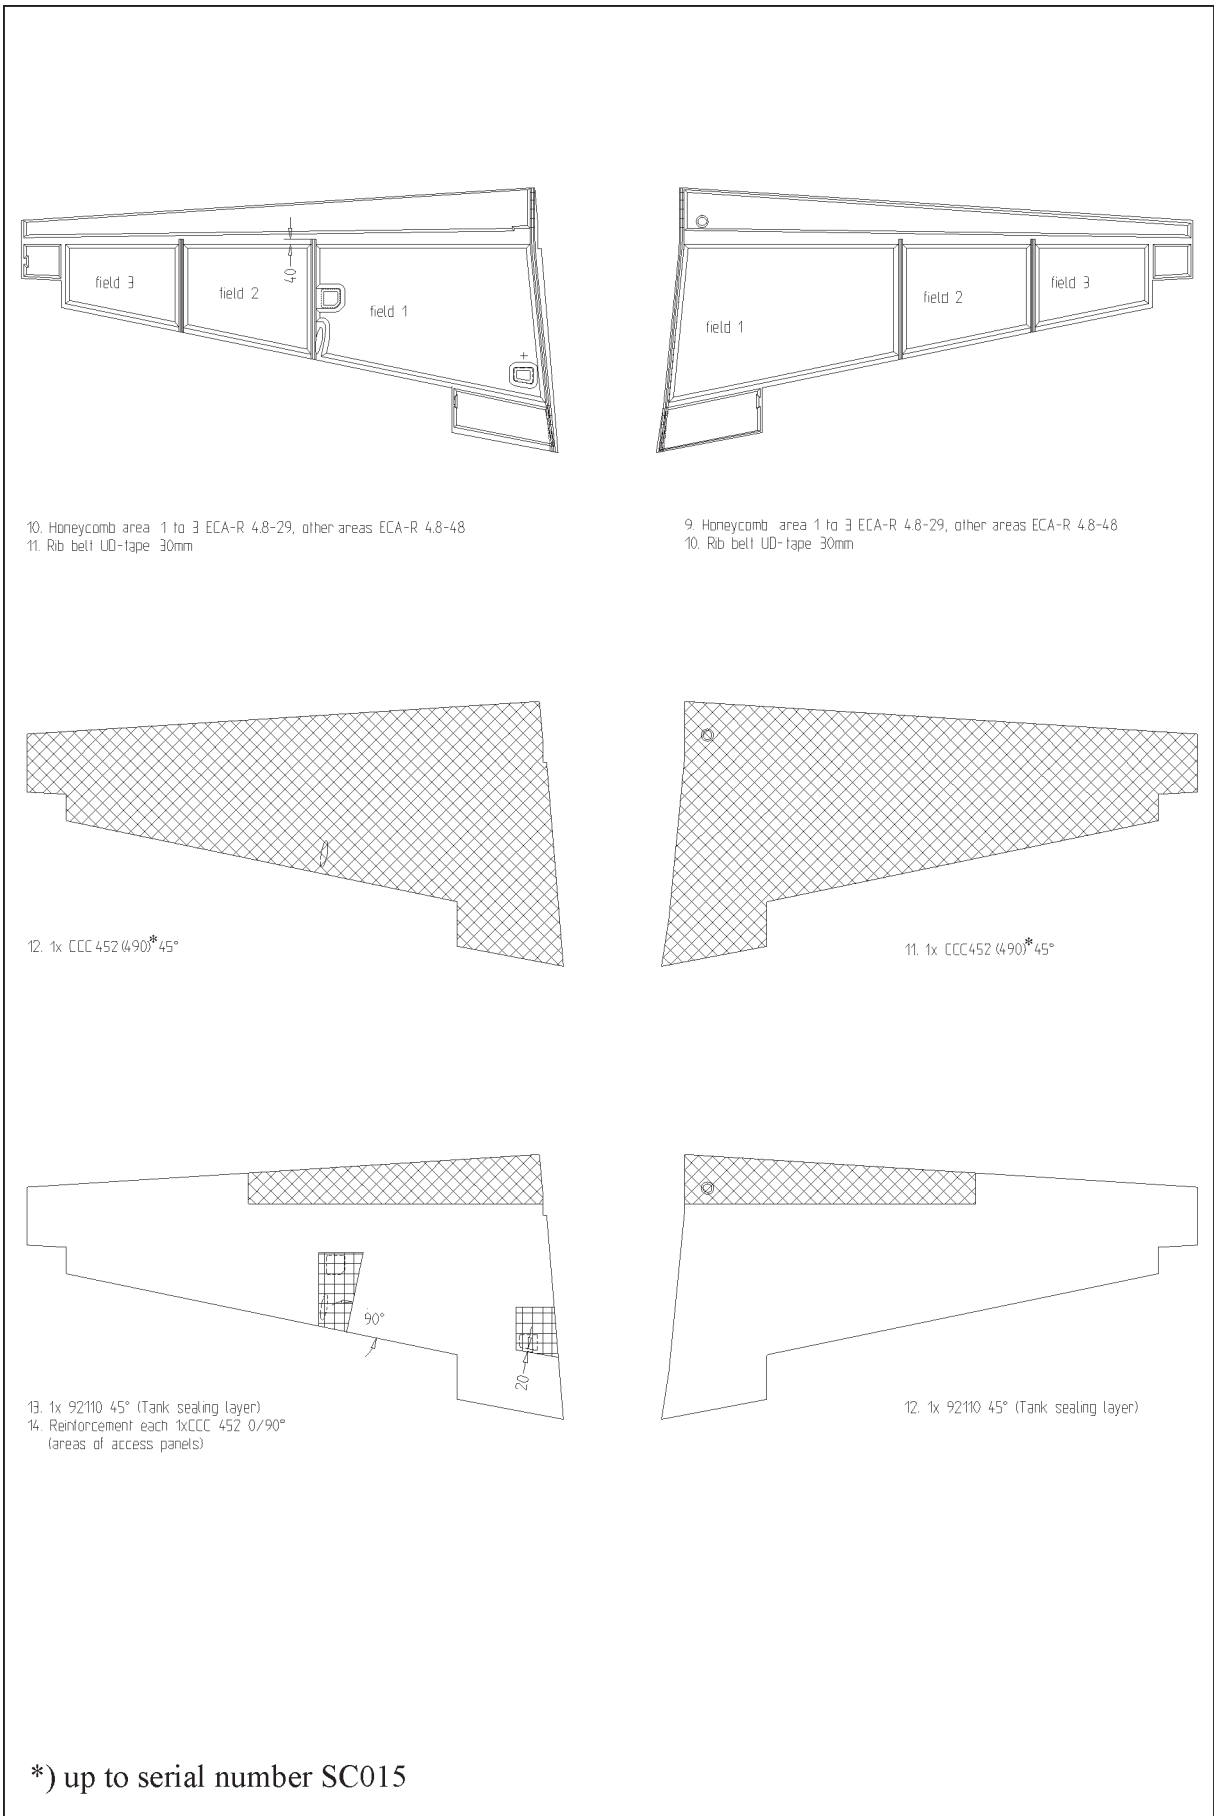 field 3
field 2
40
field 1
field 1
field 2
field 3
10. Honeycomb area 1 to 3 ECA-R 4.8-29, other areas ECA-R 4.8-48
11. Rib belt UD-tape 30mm
9. Honeycomb area 1 to 3 ECA-R 4.8-29, other areas ECA-R 4.8-48
10. Rib belt UD-tape 30mm
12. 1x CCC452 (490)* 45°
11. 1x CCC452 (490)* 45°
90°
20
13. 1x 92110 45° (Tank sealing layer)
14. Reinforcement each 1xCCC 452 0/90°
(areas of access panels)
12. 1x 92110 45° (Tank sealing layer)
*) up to serial number SC015